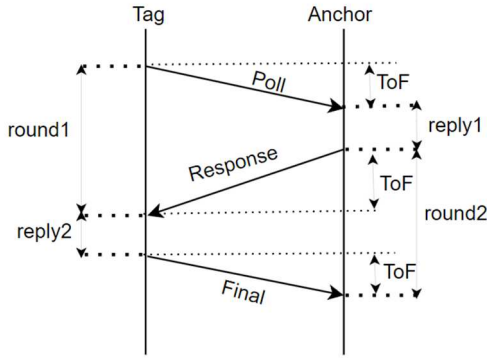 Tag
Anchor
Poll
ToF
round1
reply1
Response
ToF
round2
reply2
ToF
Final